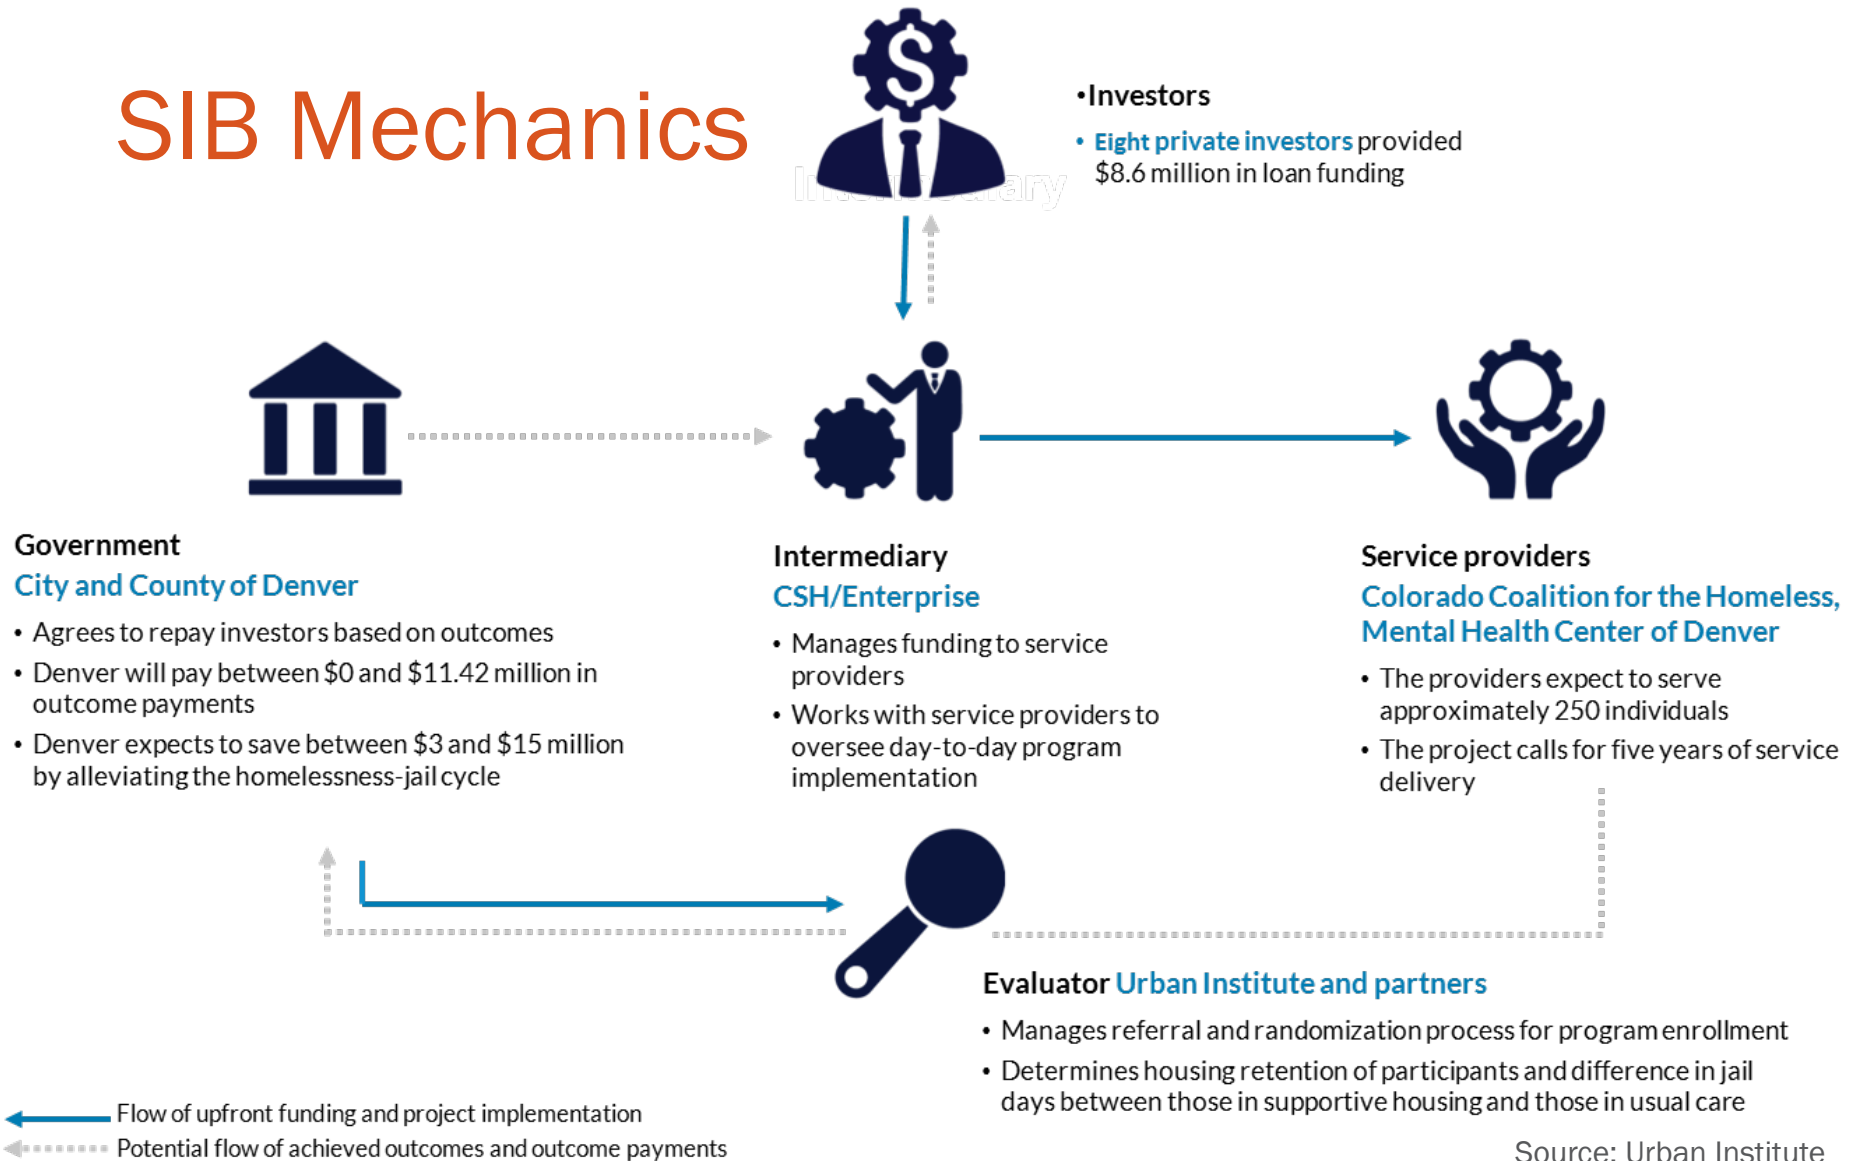 SIB Mechanics
$
Intermediary
•Investors
• Eight private investors provided
$8.6 million in loan funding
Government
City and County of Denver
• Agrees to repay investors based on outcomes
• Denver will pay between $0 and $11.42 million in
outcome payments
• Denver expects to save between $3 and $15 million
by alleviating the homelessness-jail cycle
Intermediary
CSH/Enterprise
• Manages funding to service
providers
• Works with service providers to
oversee day-to-day program
implementation
Service providers
Colorado Coalition for the Homeless,
Mental Health Center of Denver
• The providers expect to serve
approximately 250 individuals
• The project calls for five years of service
delivery
Evaluator Urban Institute and partners
• Manages referral and randomization process for program enrollment
• Determines housing retention of participants and difference in jail
days between those in supportive housing and those in usual care
Flow of upfront funding and project implementation
Potential flow of achieved outcomes and outcome payments
Source: Urban Institute